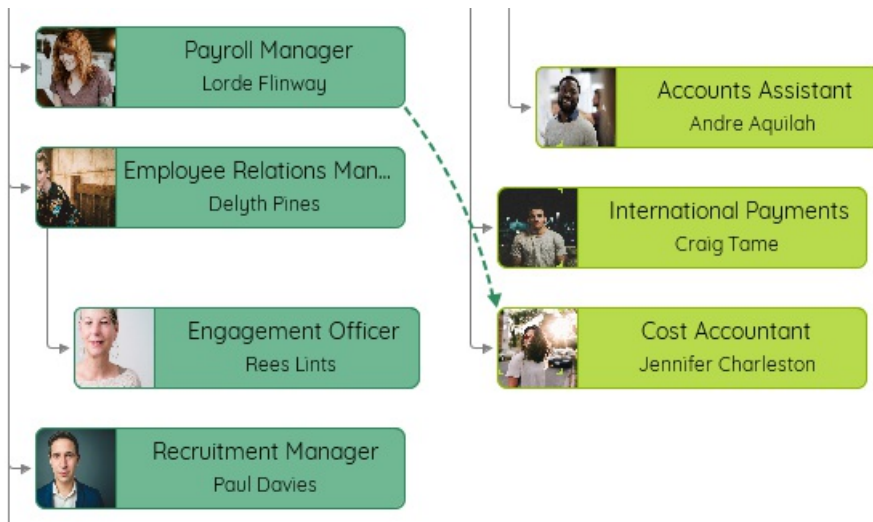 Payroll Manager
Lorde Flinway
Employee Relations Man...
Delyth Pines
Engagement Officer
Rees Lints
Recruitment Manager
Paul Davies
Accounts Assistant
Andre Aquilah
International Payments
Craig Tame
Cost Accountant
Jennifer Charleston